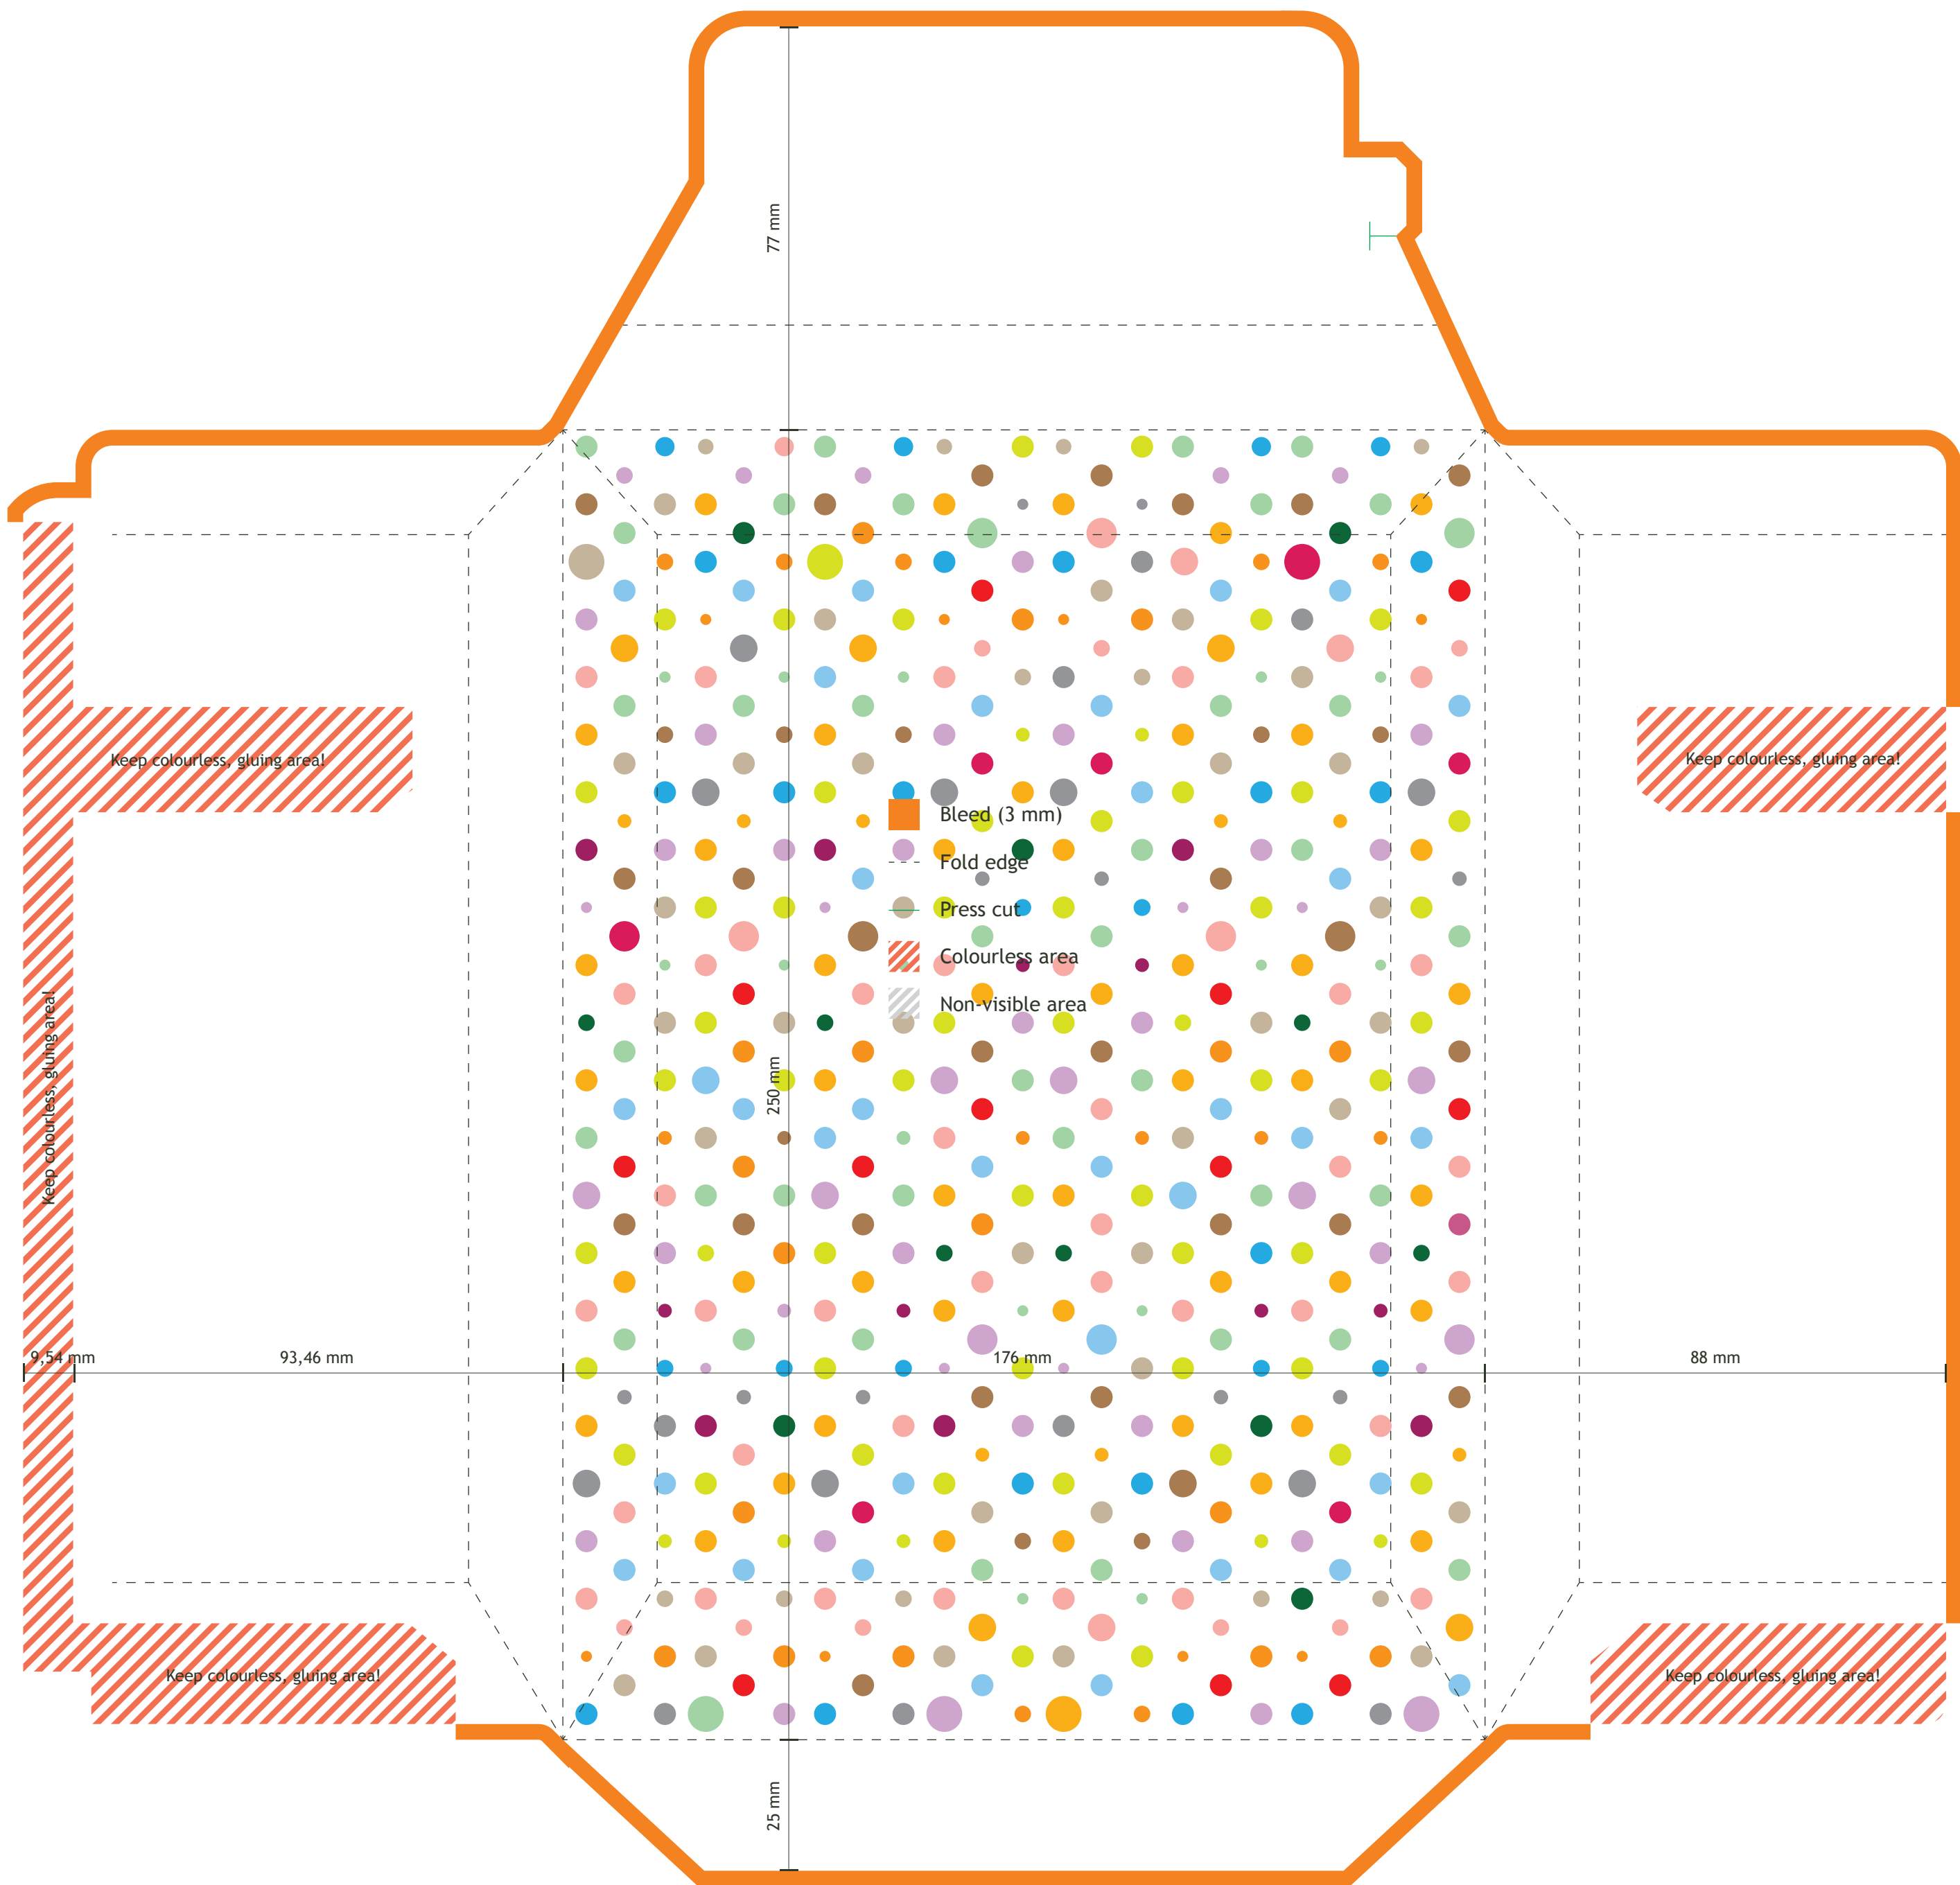 77 mm
Keep colourless, gluing area!
Keep colourless, gluing area!
Bleed (3 mm)
Fold edge
Press cut
Colourless area
Non-visible area
Keep colourless, gluing area!
250 mm
9,54 mm
93,46 mm
176 mm
88 mm
Keep colourless, gluing area!
Keep colourless, gluing area!
25 mm